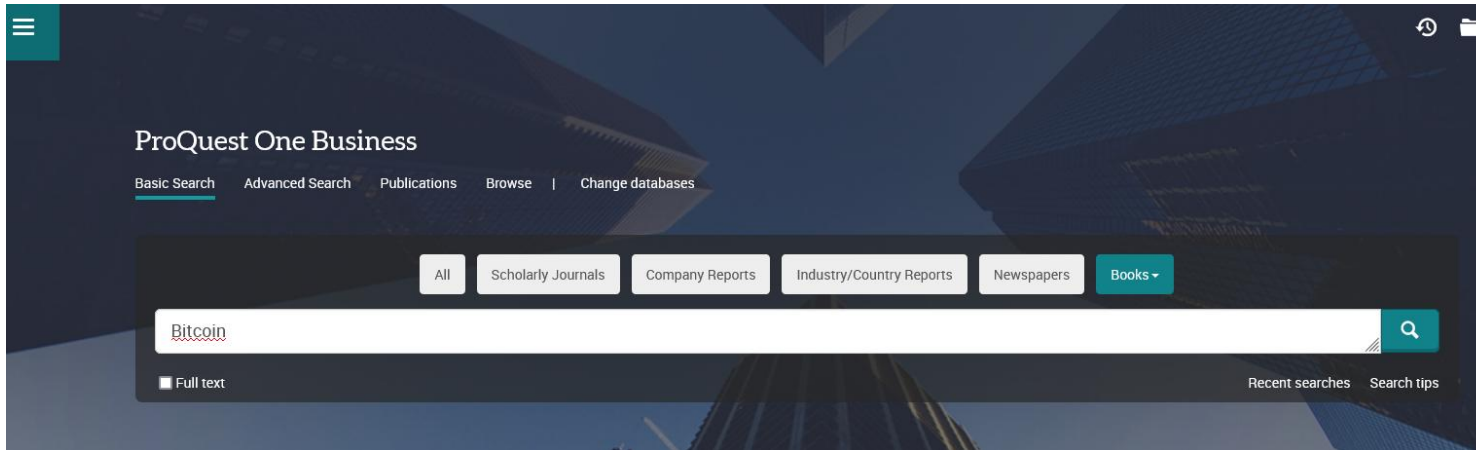 ProQuest One Business
Basic Search Advanced Search Publications Browse | Change databases
All Scholarly Journals Company Reports Industry/Country Reports Newspapers Books
Bitcoin
Full text Recent searches Search tips